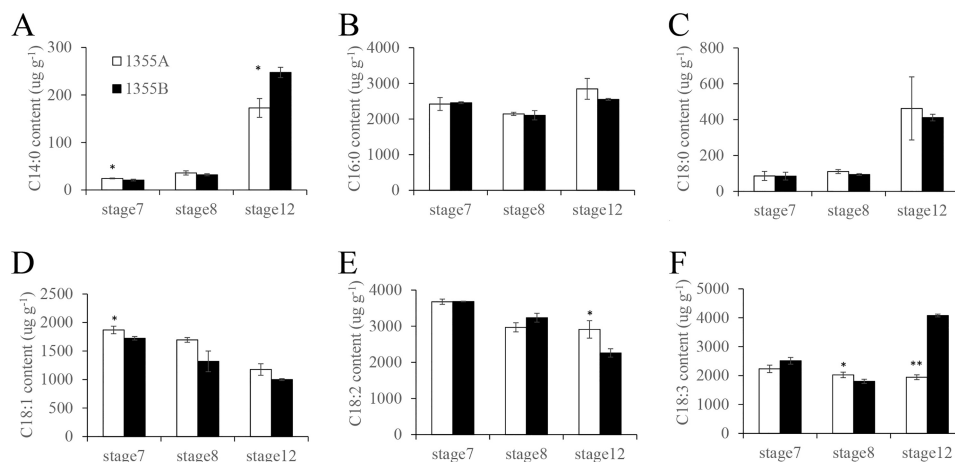 A
C14:0 content (ug g-1)
300
200
100
0
1355A
1355B
*
*
stage7 stage8 stage12
B
C16:0 content (ug g-1)
4000
3000
2000
1000
0
stage7 stage8 stage12
C
C18:0 content (ug g-1)
800
600
400
200
0
stage7 stage8 stage12
D
C18:1 content (ug g-1)
2500
2000
1500
1000
500
0
*
stage7 stage8 stage12
E
C18:2 content (ug g-1)
4000
3000
2000
1000
0
*
stage7 stage8 stage12
F
C18:3 content (ug g-1)
5000
4000
3000
2000
1000
0
*
**
stage7 stage8 stage12